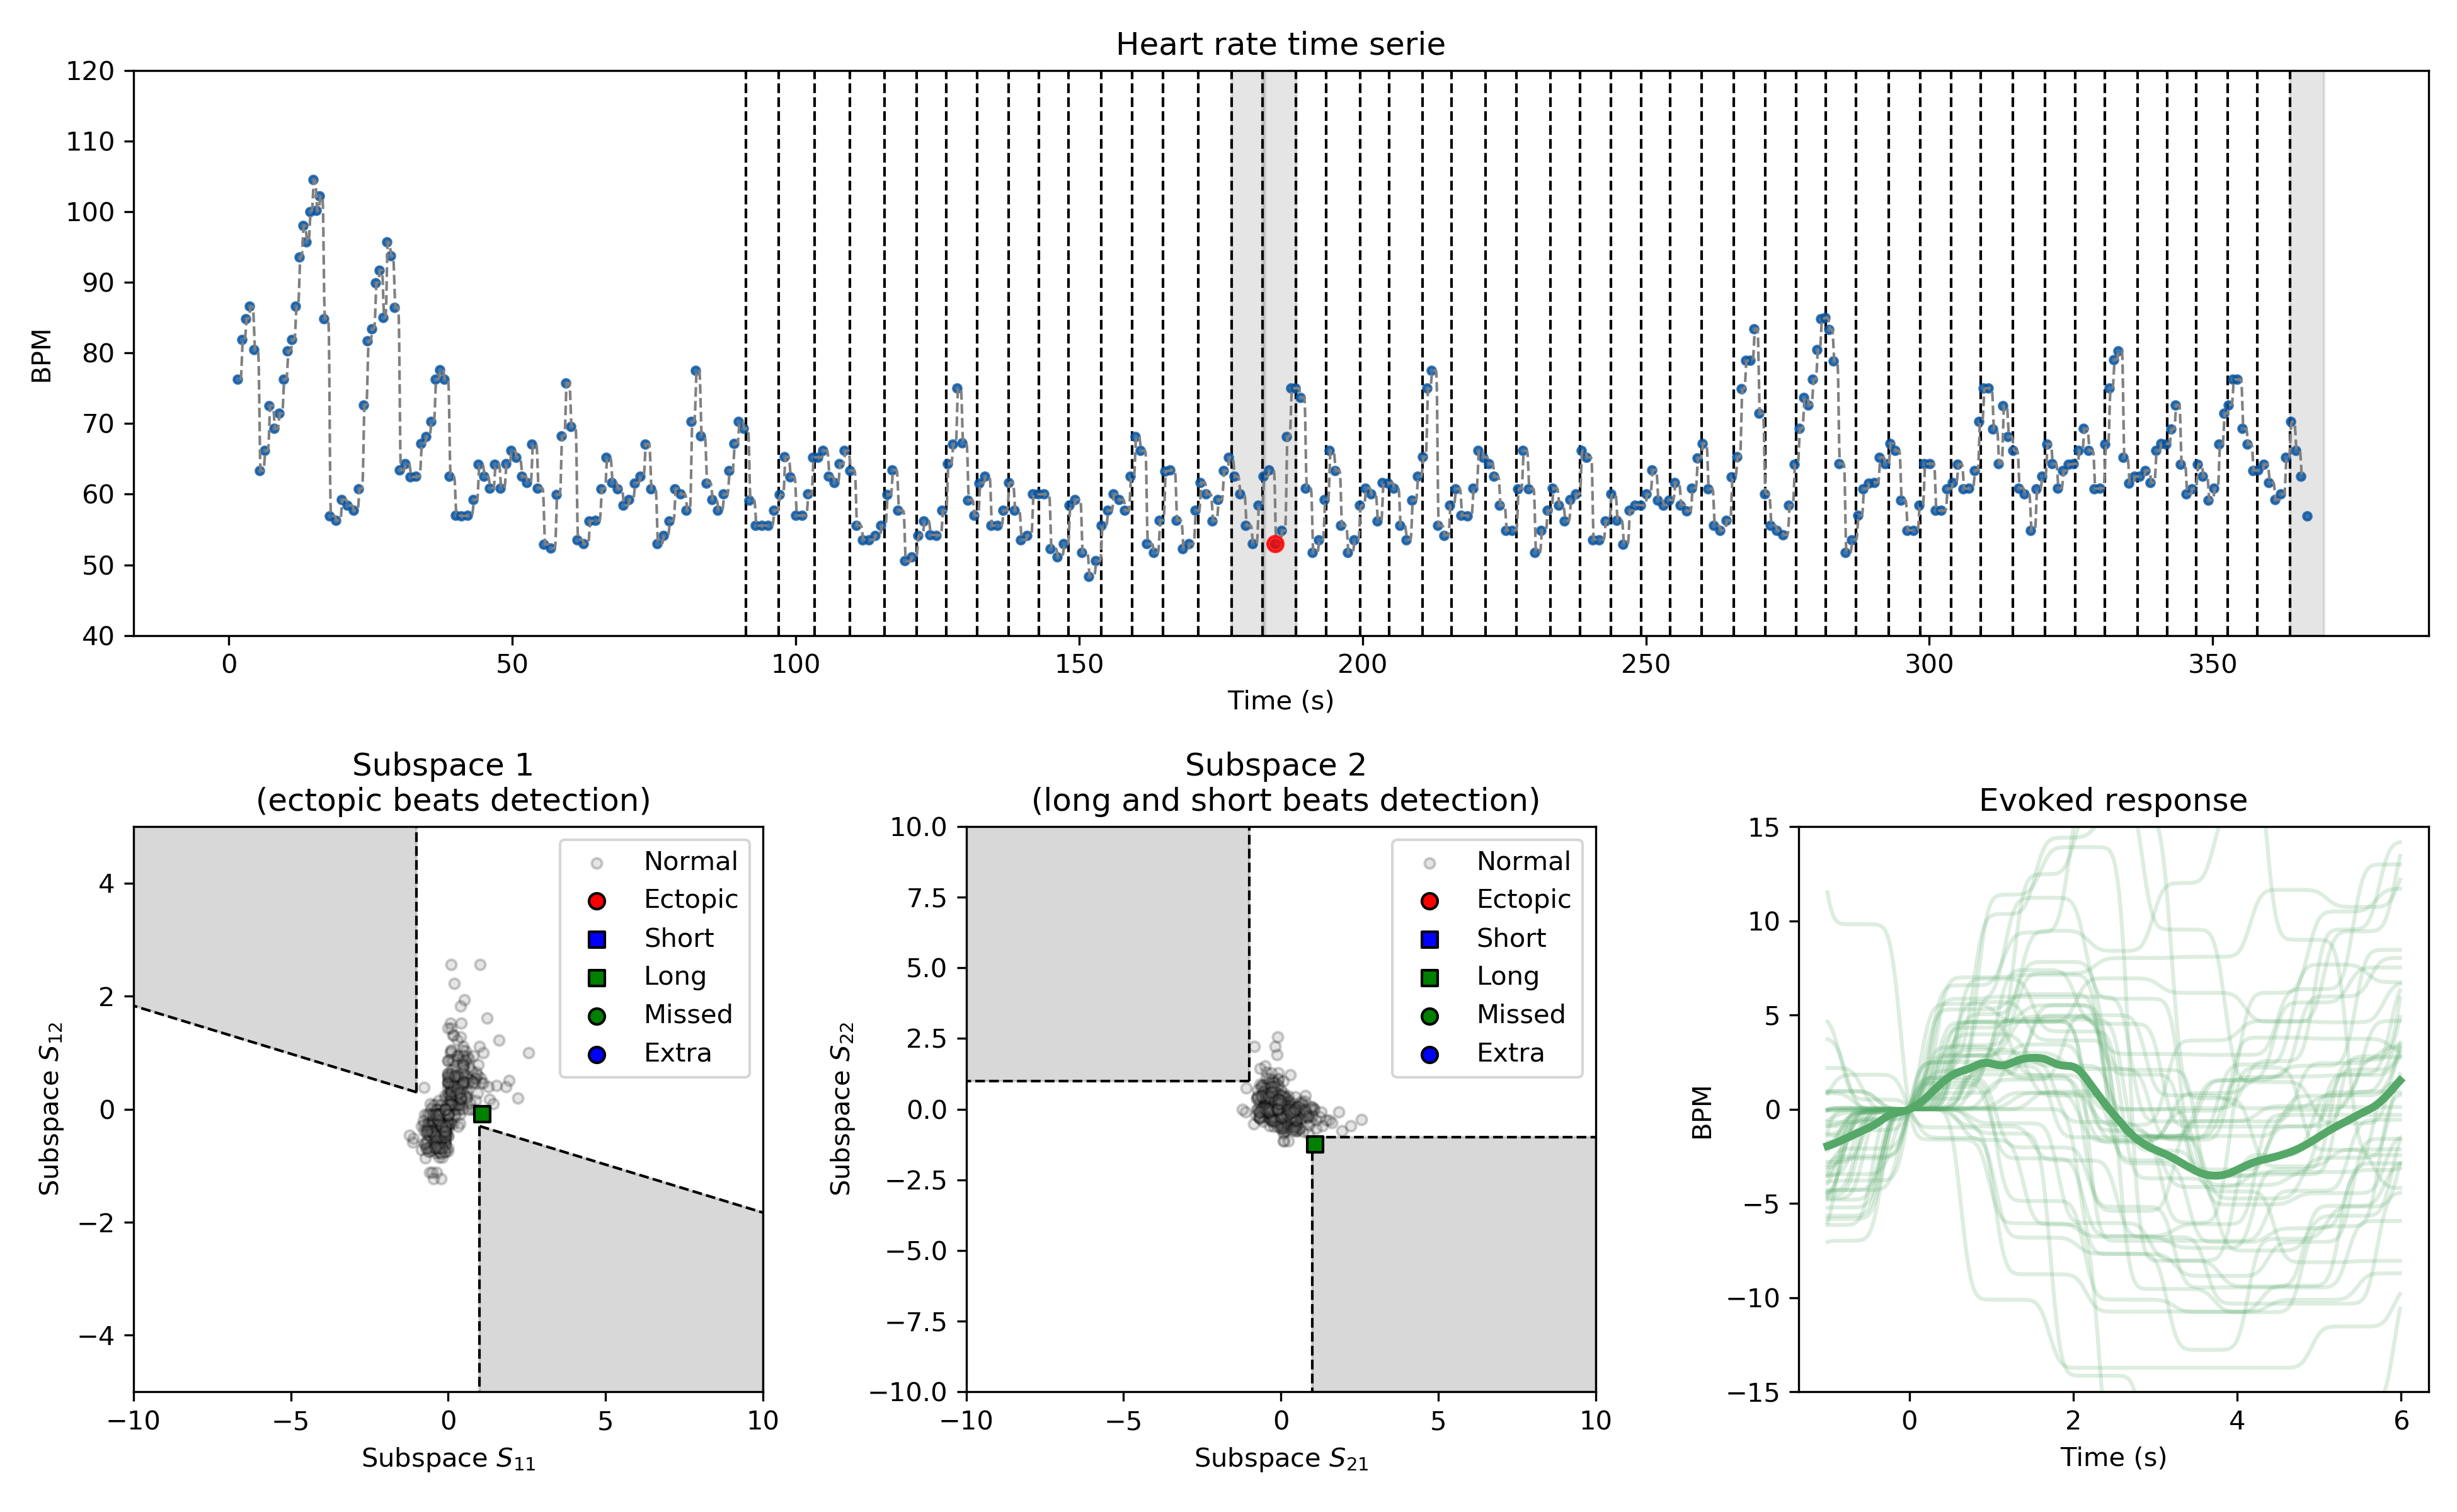 Heart rate time serie
120
110
100
90
80
70
60
50
40
BPM
0 50 100 150 200 250 300 350
Time (s)
Subspace 1
(ectopic beats detection)
4
2
0
−2
−4
Subspace S12
−10 −5 0 5 10
Subspace S11
Normal
Ectopic
Short
Long
Missed
Extra
Subspace 2
(long and short beats detection)
10.0
7.5
5.0
2.5
0.0
−2.5
−5.0
−7.5
−10.0
Subspace S22
−10 −5 0 5 10
Subspace S21
Normal
Ectopic
Short
Long
Missed
Extra
Evoked response
15
10
5
0
−5
−10
−15
BPM
0 2 4 6
Time (s)